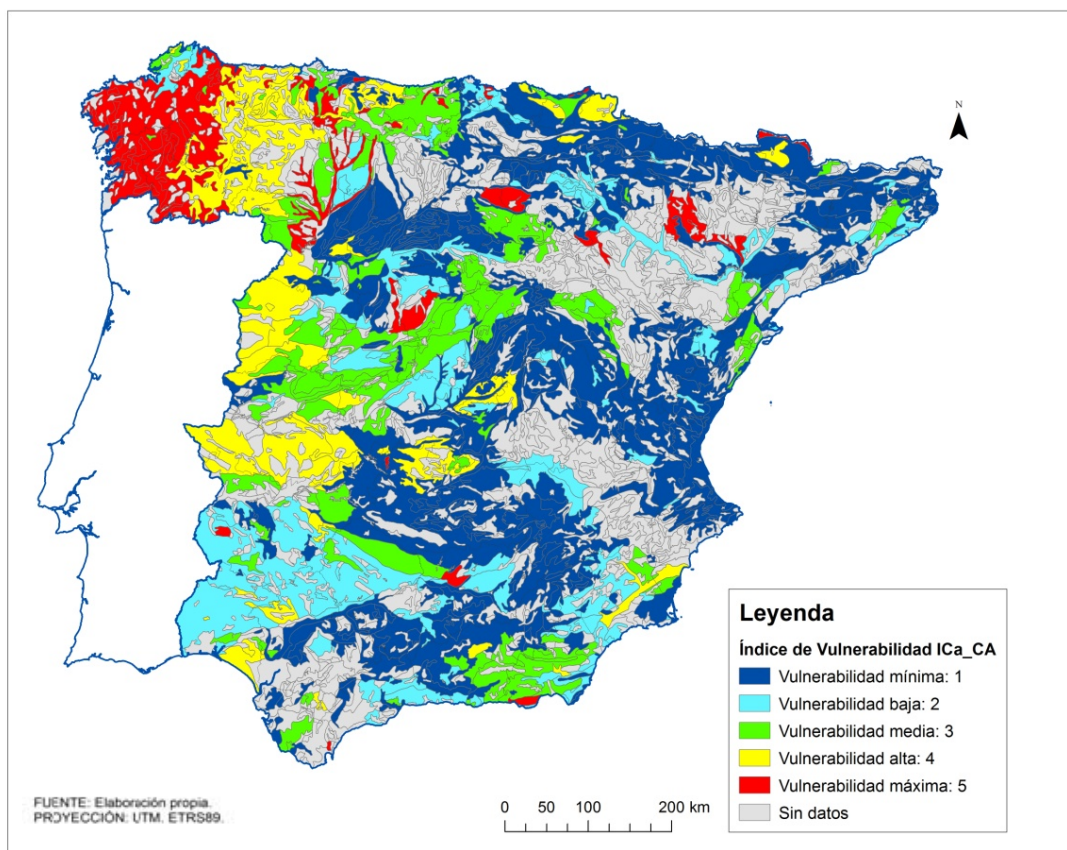 N
Leyenda
Índice de Vulnerabilidad ICa_CA
Vulnerabilidad mínima: 1
Vulnerabilidad baja: 2
Vulnerabilidad media: 3
Vulnerabilidad alta: 4
Vulnerabilidad máxima: 5
Sin datos
FUENTE: Elaboración propia.
PROYECCIÓN: UTM. ETRS89.
0 50 100 200 km